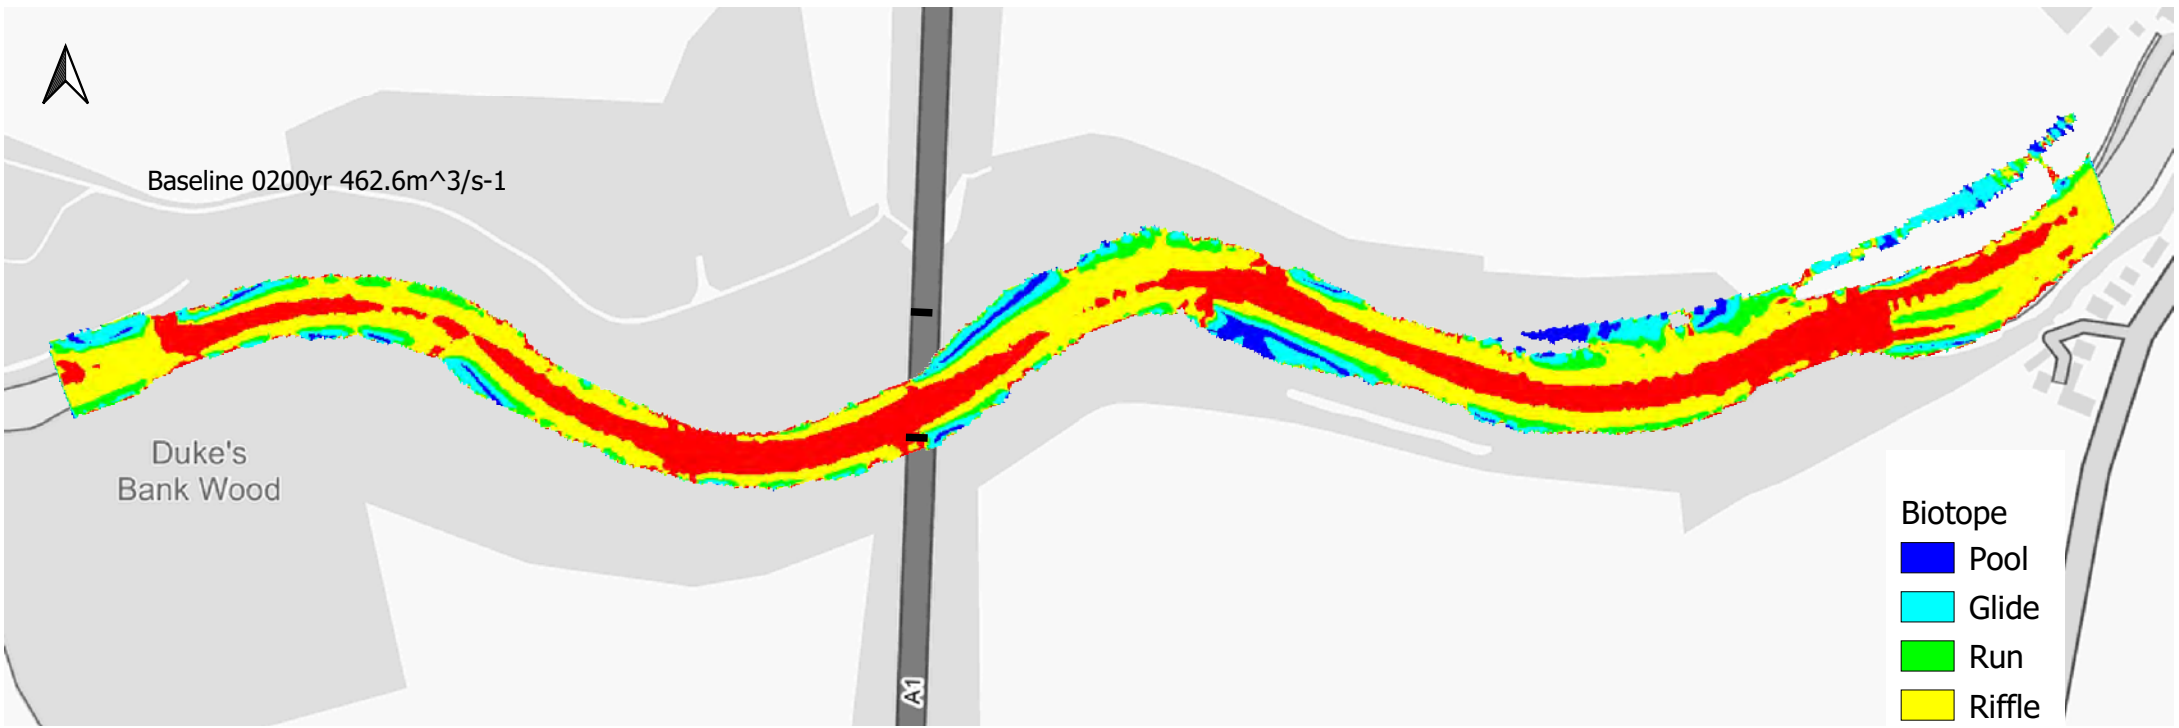 Baseline 0200yr 462.6m^3/s-1
Duke's
Bank Wood
A1
Biotope
Pool
Glide
Run
Riffle